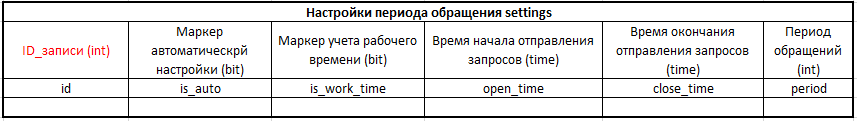 Настройки периода обращения settings
ID_записи (int)
Маркер
автоматическрй
настройки (bit)
Маркер учета рабочего
времени (bit)
Время начала отправления
запросов (time)
Время окончания
отправления запросов
(time)
Период
обращений
(int)
id
is_auto
is_work_time
open_time
close_time
period